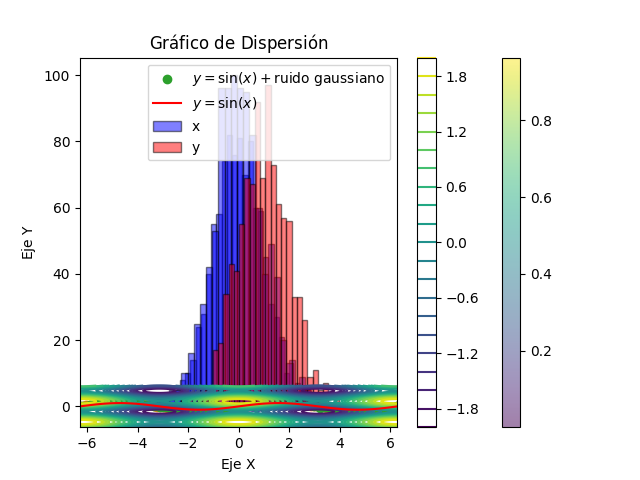 Gráfico de Dispersión
y = sin(x) + ruido gaussiano
y = sin(x)
x
y
Eje Y
100
80
60
40
20
0
−6 −4 −2 0 2 4 6
Eje X
1.8
1.2
0.6
0.0
−0.6
−1.2
−1.8
0.8
0.6
0.4
0.2